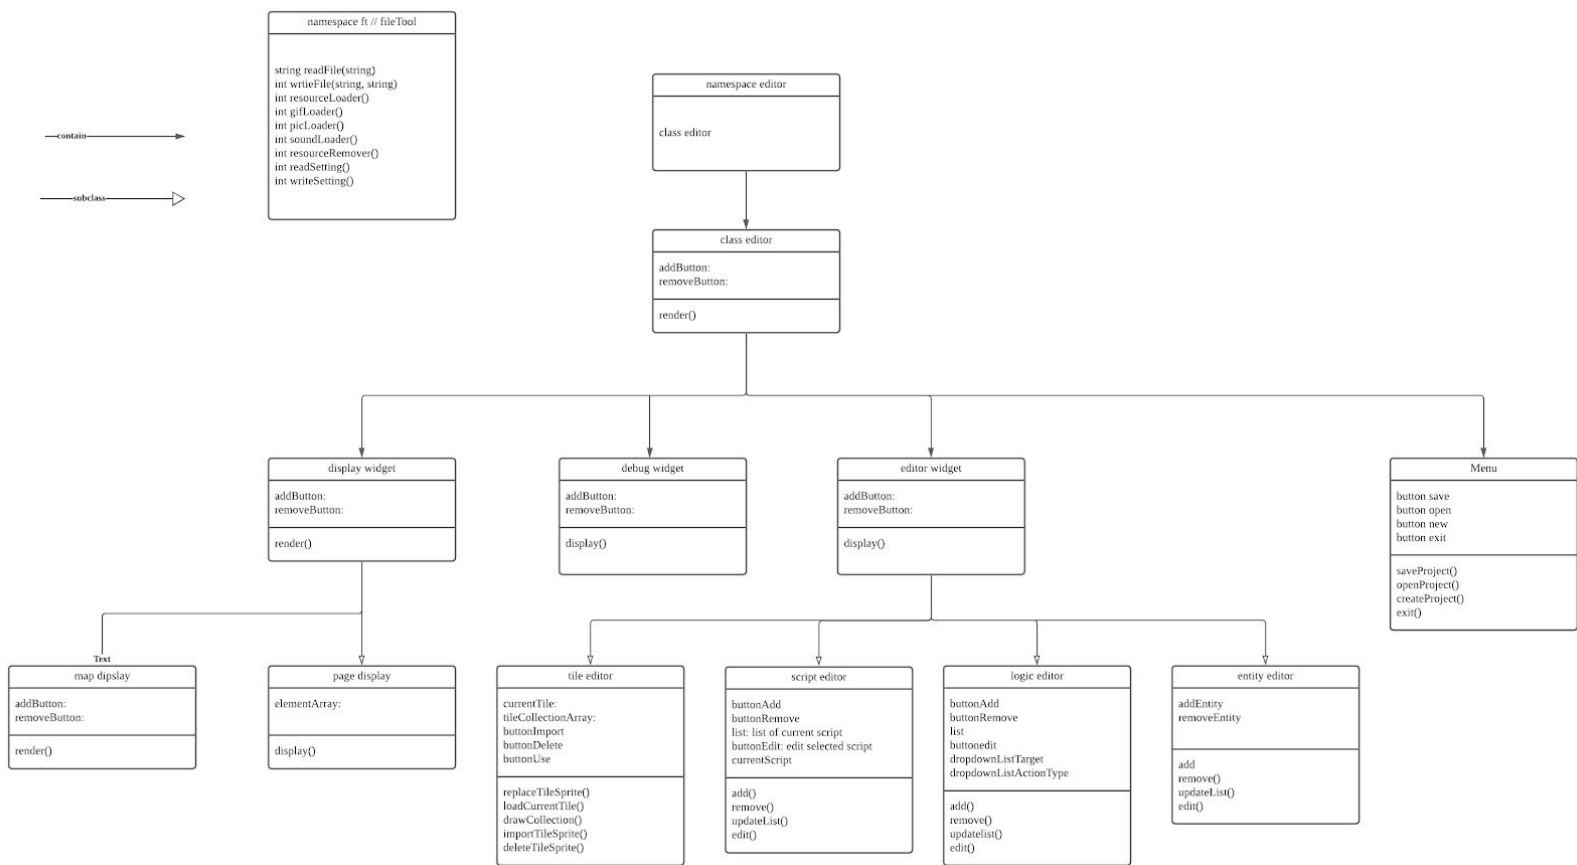 namespace ft // fileTool
string readFile(string)
int wrtieFile(string, string)
int resourceLoader()
int gifLoader()
int picLoader()
int soundLoader()
int resourceRemover()
int readSetting()
int writeSetting()
contain
subclass
namespace editor
class editor
class editor
addButton:
removeButton:
render()
display widget
addButton:
removeButton:
render()
debug widget
addButton:
removeButton:
display()
editor widget
addButton:
removeButton:
display()
Menu
button save
button open
button new
button exit
saveProject()
openProject()
createProject()
exit()
Text
map dipslay
addButton:
removeButton:
render()
page display
elementArray:
display()
tile editor
currentTile:
tileCollectionArray:
buttonImport
buttonDelete
buttonUse
replaceTileSprite()
loadCurrentTile()
drawCollection()
importTileSprite()
deleteTileSprite()
script editor
buttonAdd
buttonRemove
list: list of current script
buttonEdit: edit selected script
currentScript
add()
remove()
updateList()
edit()
logic editor
buttonAdd
buttonRemove
list
buttonedit
dropdownListTarget
dropdownListActionType
add()
remove()
updatelist()
edit()
entity editor
addEntity
removeEntity
add
remove()
updateList()
edit()